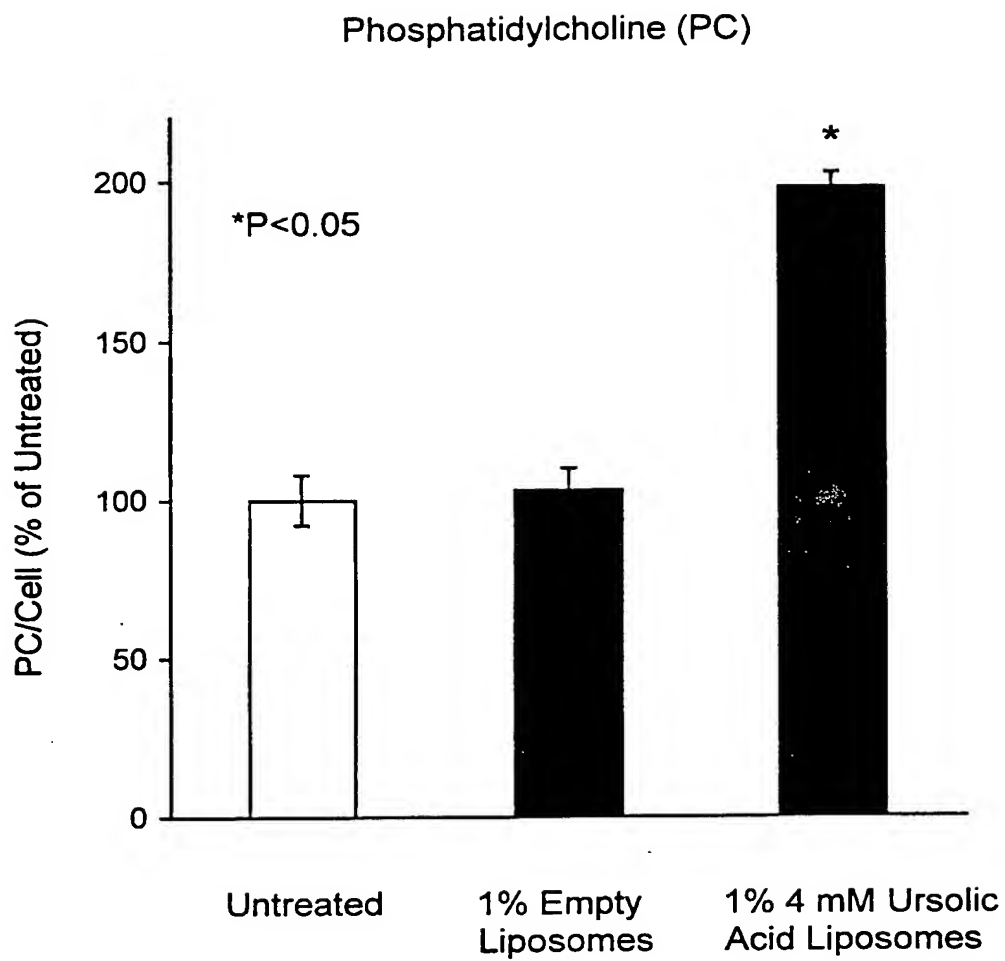 Phosphatidylcholine (PC)
*
200
*P<0.05
150
PC/Cell (% of Untreated)
100
50
0
Untreated
1% Empty
Liposomes
1% 4 mM Ursolic
Acid Liposomes